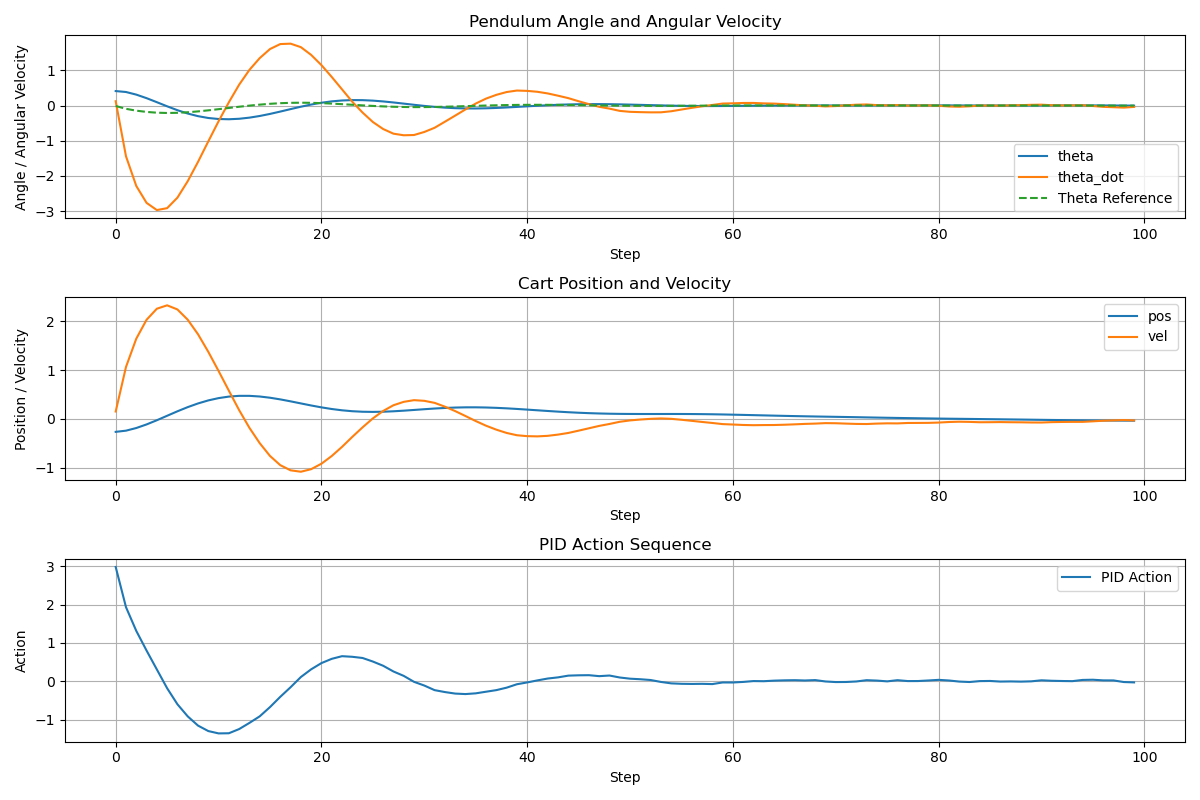 Pendulum Angle and Angular Velocity
Angle / Angular Velocity
1
0
−1
−2
−3
theta
theta_dot
Theta Reference
0 20 40 60 80 100
Step
Cart Position and Velocity
Position / Velocity
2
1
0
−1
pos
vel
0 20 40 60 80 100
Step
PID Action Sequence
Action
3
2
1
0
−1
PID Action
0 20 40 60 80 100
Step